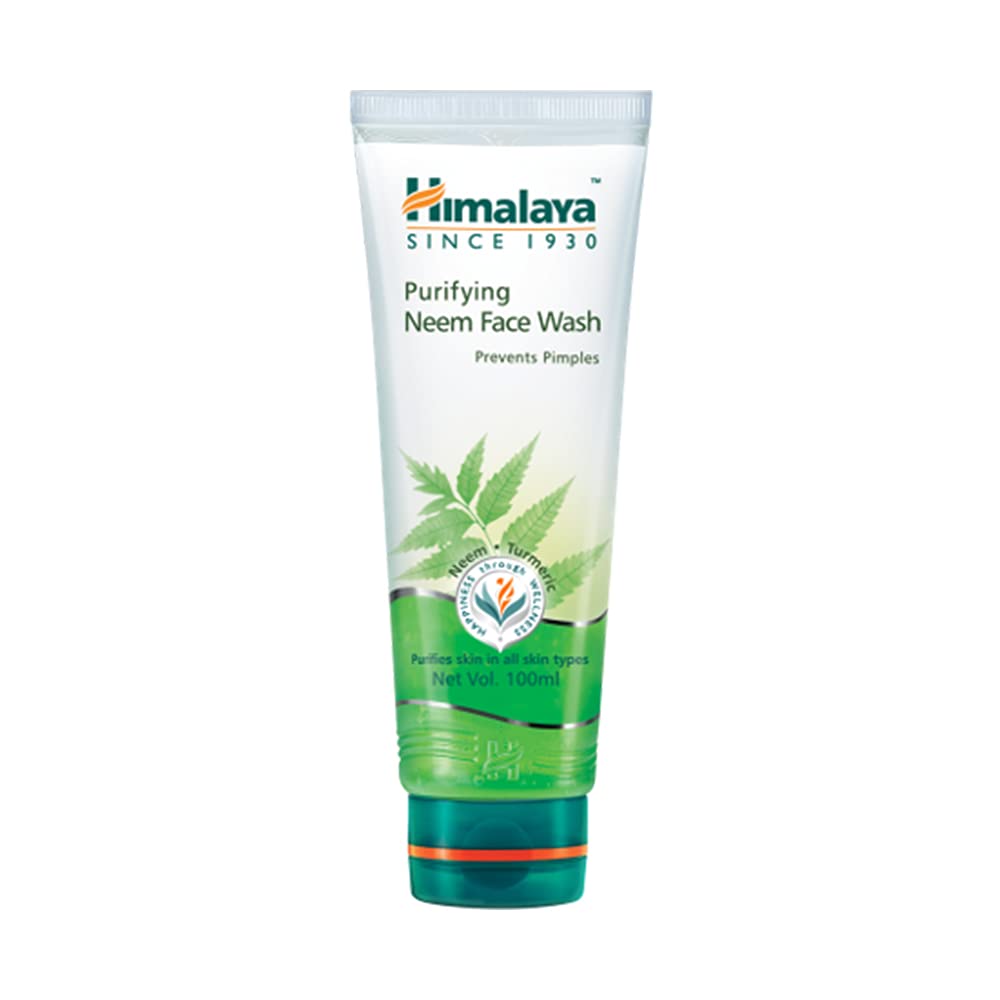 Himalaya™
SINCE 1930
Purifying
Neem Face Wash
Prevents Pimples
Neem • Turmeric
HAPPINESS through WELLNESS
Purifies skin in all skin types
Net Vol. 100ml
H